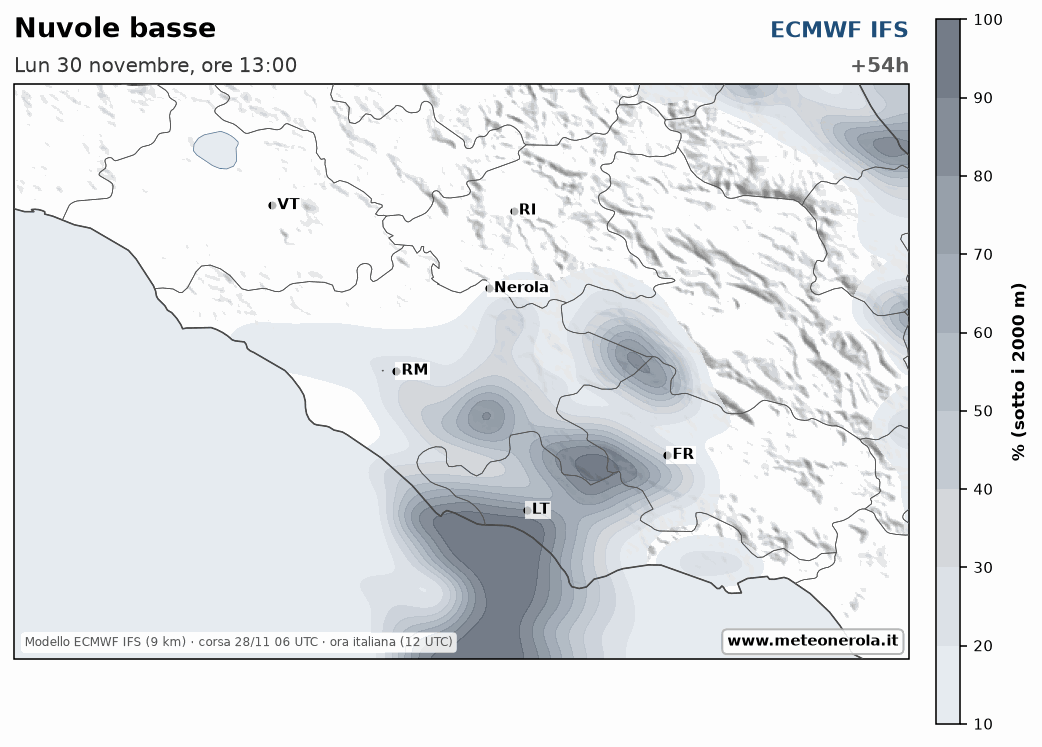 Nuvole basse
ECMWF IFS
Lun 30 novembre, ore 13:00
+54h
VT
RI
Nerola
RM
FR
LT
Modello ECMWF IFS (9 km) · corsa 28/11 06 UTC · ora italiana (12 UTC)
www.meteonerola.it
100
90
80
70
60
50
40
30
20
10
% (sotto i 2000 m)